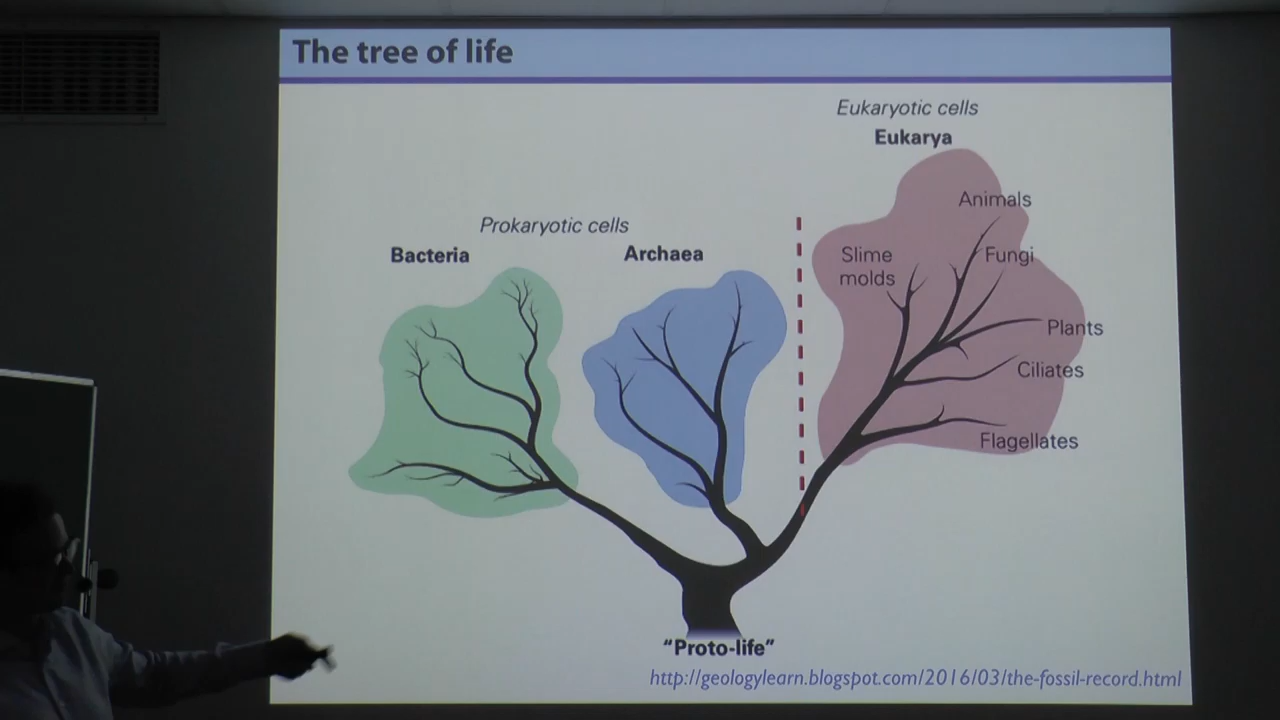 The tree of life
Eukaryotic cells
Eukarya
Prokaryotic cells
Bacteria
Archaea
Animals
Slime
molds
Fungi
Plants
Ciliates
Flagellates
“Proto-life”
http://geologylearn.blogspot.com/2016/03/the-fossil-record.html